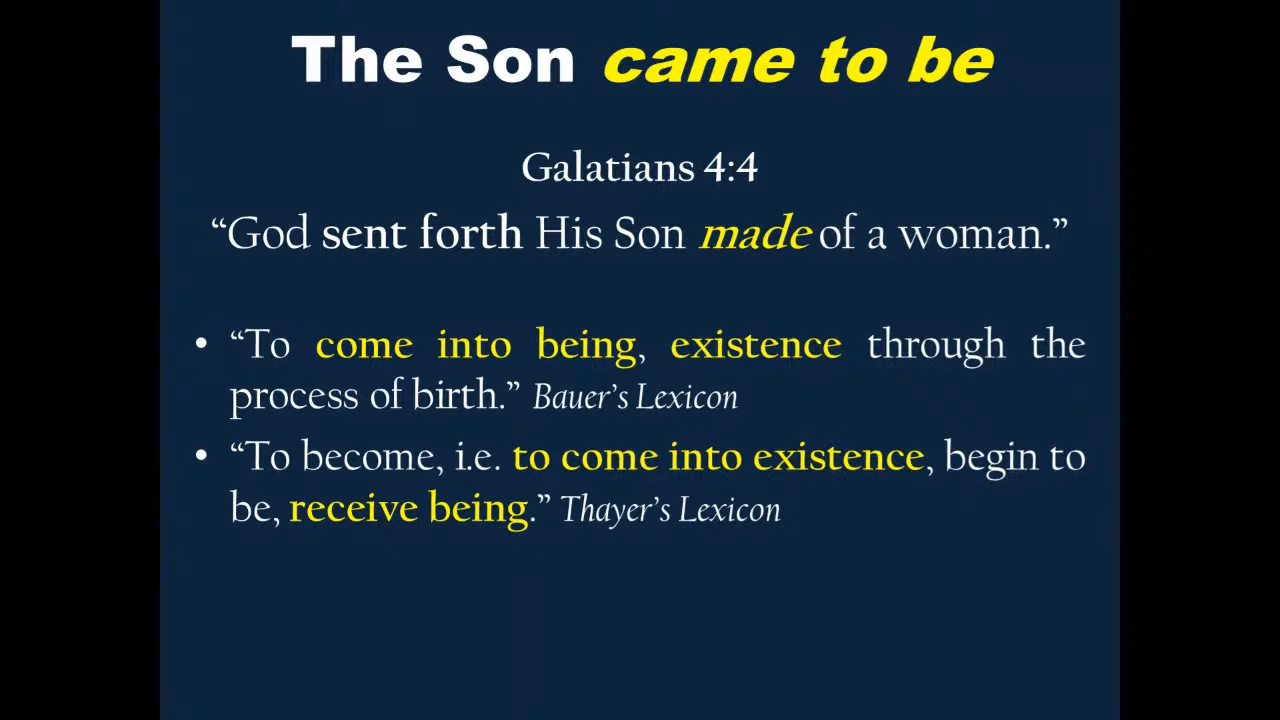 The Son came to be
Galatians 4:4
“God sent forth His Son made of a woman.”
• “To come into being, existence through the
process of birth.” Bauer’s Lexicon
• “To become, i.e. to come into existence, begin to
be, receive being.” Thayer’s Lexicon